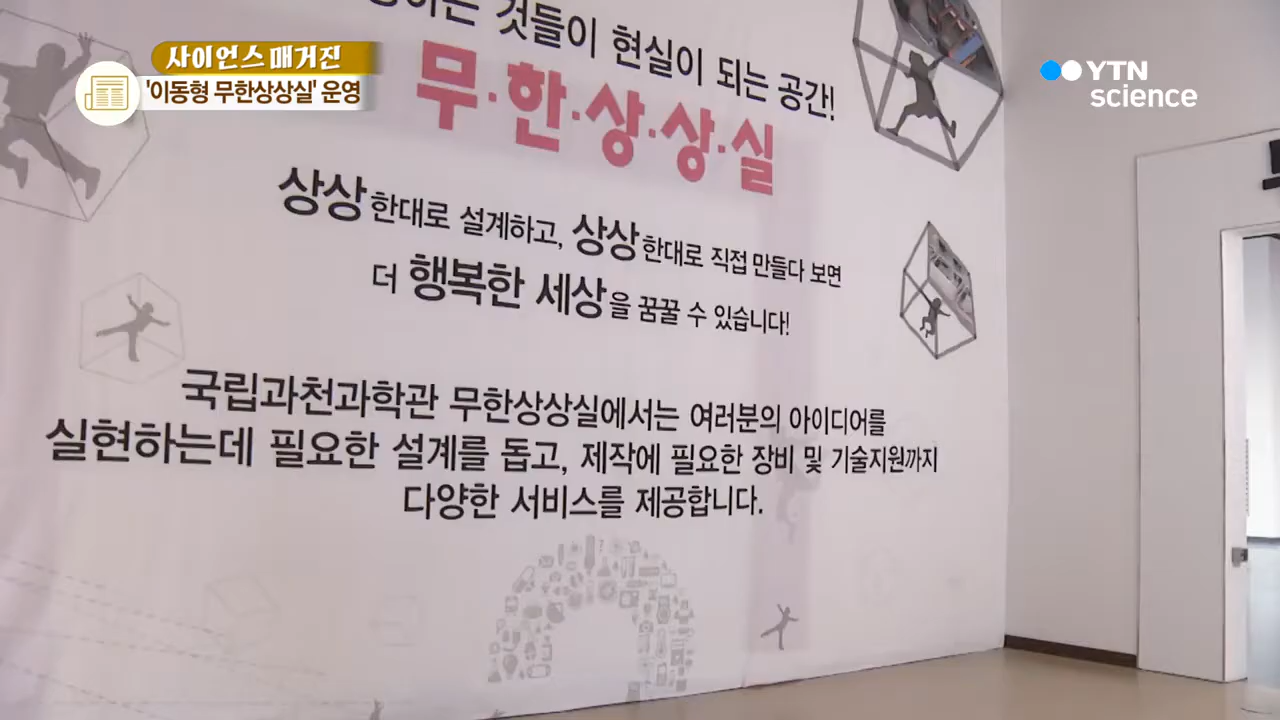 사이언스 매거진
'이동형 무한상상실' 운영
YTN
science
것들이 현실이 되는 공간!
무·한·상·상·실
상상한대로 설계하고, 상상한대로 직접 만들다 보면
더 행복한 세상을 꿈꿀 수 있습니다!
국립과천과학관 무한상상실에서는 여러분의 아이디어를
실현하는데 필요한 설계를 돕고, 제작에 필요한 장비 및 기술지원까지
다양한 서비스를 제공합니다.